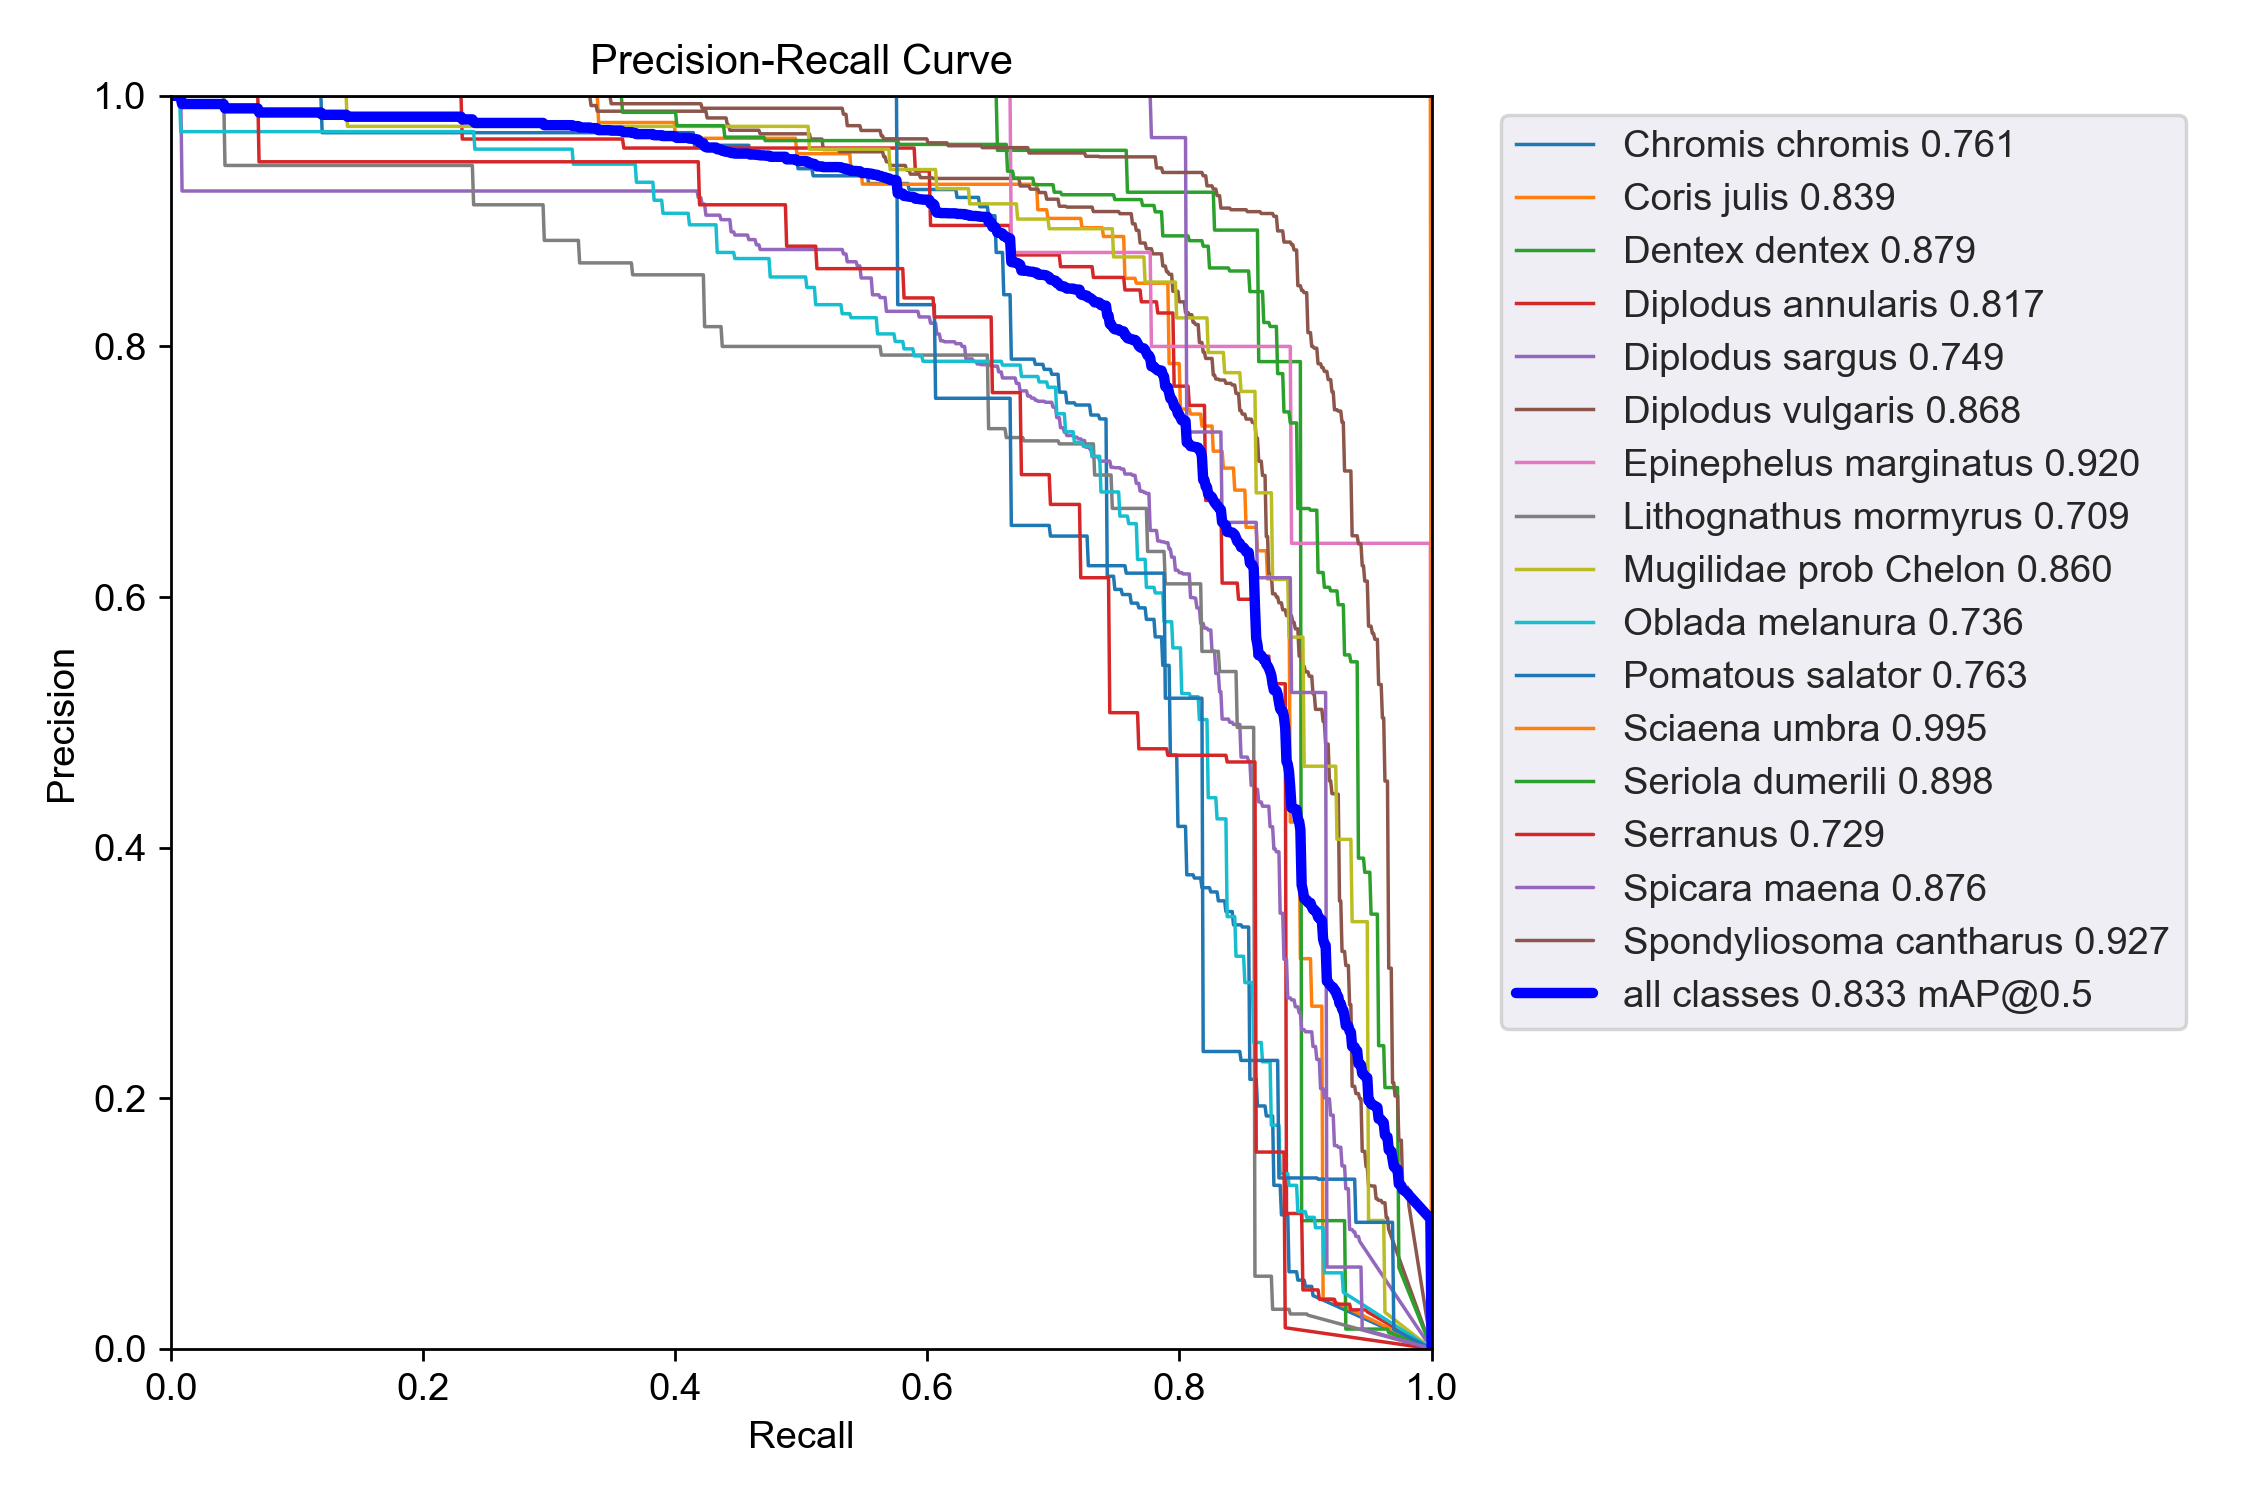 Precision-Recall Curve
1.0
0.8
0.6
0.4
0.2
0.0
Precision
0.0 0.2 0.4 0.6 0.8 1.0
Recall
Chromis chromis 0.761
Coris julis 0.839
Dentex dentex 0.879
Diplodus annularis 0.817
Diplodus sargus 0.749
Diplodus vulgaris 0.868
Epinephelus marginatus 0.920
Lithognathus mormyrus 0.709
Mugilidae prob Chelon 0.860
Oblada melanura 0.736
Pomatous salator 0.763
Sciaena umbra 0.995
Seriola dumerili 0.898
Serranus 0.729
Spicara maena 0.876
Spondyliosoma cantharus 0.927
all classes 0.833 mAP@0.5